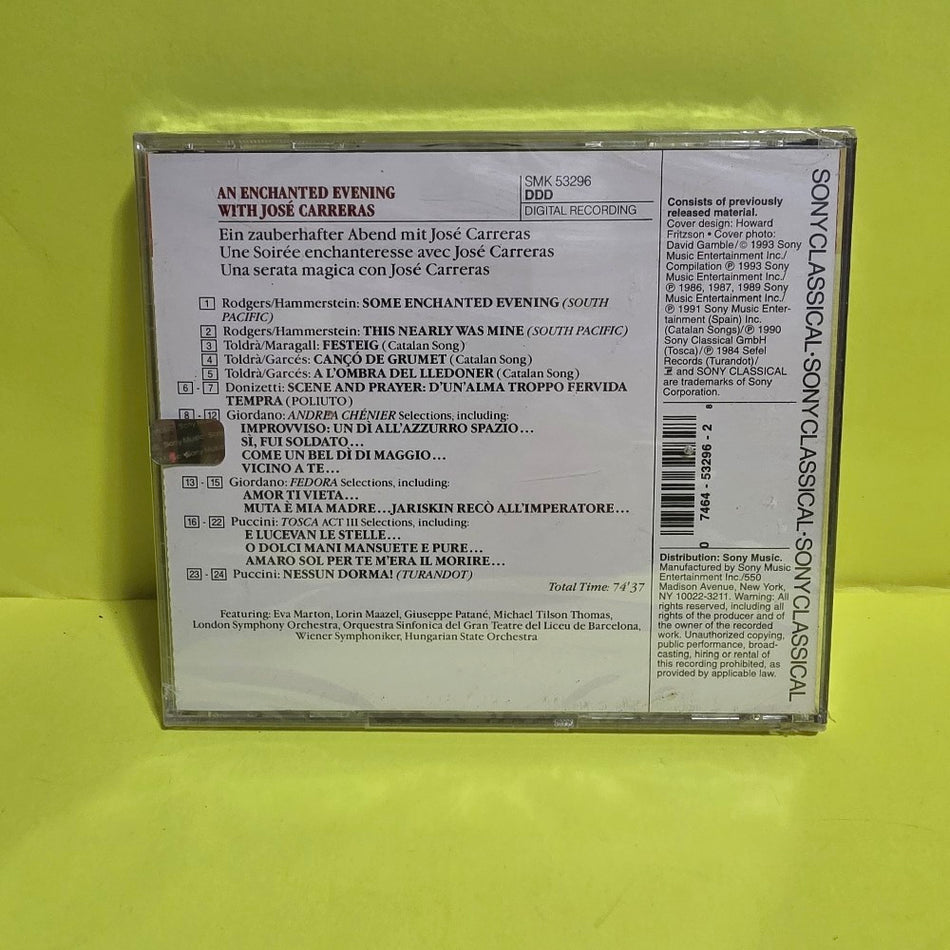 AN ENCHANTED EVENING
WITH JOSÉ CARRERAS
SMK 53296
DDD
DIGITAL RECORDING
Ein zauberhafter Abend mit José Carreras
Une Soirée enchanteresse avec José Carreras
Una serata magica con José Carreras
1 Rodgers/Hammerstein: SOME ENCHANTED EVENING (SOUTH
PACIFIC)
2 Rodgers/Hammerstein: THIS NEARLY WAS MINE (SOUTH PACIFIC)
3 Toldrà/Maragall: FESTEIG (Catalan Song)
4 Toldrà/Garcés: CANÇÓ DE GRUMET (Catalan Song)
5 Toldrà/Garcés: A L'OMBRA DEL LLEDONER (Catalan Song)
6 - 7 Donizetti: SCENE AND PRAYER: D'UN'ALMA TROPPO FERVIDA
TEMPRA (POLIUTO)
8 - 12 Giordano: ANDREA CHÉNIER Selections, including:
IMPROVVISO: UN DÌ ALL'AZZURRO SPAZIO...
SÌ, FUI SOLDATO...
COME UN BEL DÌ DI MAGGIO...
VICINO A TE...
13 - 15 Giordano: FEDORA Selections, including:
AMOR TI VIETA...
MUTA È MIA MADRE...JARISKIN RECÒ ALL'IMPERATORE...
16 - 22 Puccini: TOSCA ACT III Selections, including:
E LUCEVAN LE STELLE...
O DOLCI MANI MANSUETE E PURE...
AMARO SOL PER TE M'ERA IL MORIRE...
23 - 24 Puccini: NESSUN DORMA! (TURANDOT)
Total Time: 74'37
Featuring: Eva Marton, Lorin Maazel, Giuseppe Patané, Michael Tilson Thomas,
London Symphony Orchestra, Orquestra Sinfonica del Gran Teatre del Liceu de Barcelona,
Wiener Symphoniker, Hungarian State Orchestra
Sony Music
Consists of previously
released material.
Cover design: Howard
Fritzson • Cover photo:
David Gamble/© 1993 Sony
Music Entertainment Inc./
Compilation ℗ 1993 Sony
Music Entertainment Inc./
℗ 1986, 1987, 1989 Sony
Music Entertainment Inc./
℗ 1991 Sony Music Enter-
tainment (Spain) Inc.
(Catalan Songs)/℗ 1990
Sony Classical GmbH
(Tosca)/℗ 1984 Sefel
Records (Turandot)/
and SONY CLASSICAL
are trademarks of Sony
Corporation.
0 7464 - 53296 - 2 8
Distribution: Sony Music.
Manufactured by Sony Music
Entertainment Inc./550
Madison Avenue, New York,
NY 10022-3211. Warning: All
rights reserved, including all
rights of the producer and of
the owner of the recorded
work. Unauthorized copying,
public performance, broad-
casting, hiring or rental of
this recording prohibited, as
provided by applicable law.
SONYCLASSICAL·SONYCLASSICAL·SONYCLASSICAL